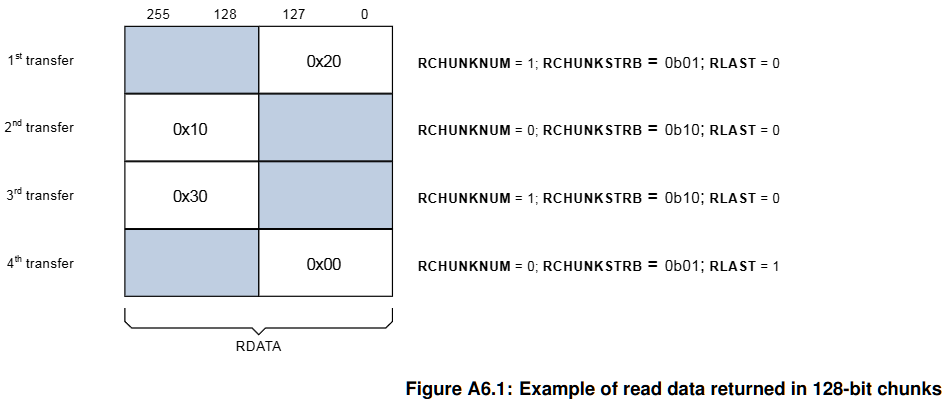 255 128 127 0
1st transfer 0x20 RCHUNKNUM = 1; RCHUNKSTRB = 0b01; RLAST = 0
2nd transfer 0x10 RCHUNKNUM = 0; RCHUNKSTRB = 0b10; RLAST = 0
3rd transfer 0x30 RCHUNKNUM = 1; RCHUNKSTRB = 0b10; RLAST = 0
4th transfer 0x00 RCHUNKNUM = 0; RCHUNKSTRB = 0b01; RLAST = 1
RDATA
Figure A6.1: Example of read data returned in 128-bit chunks